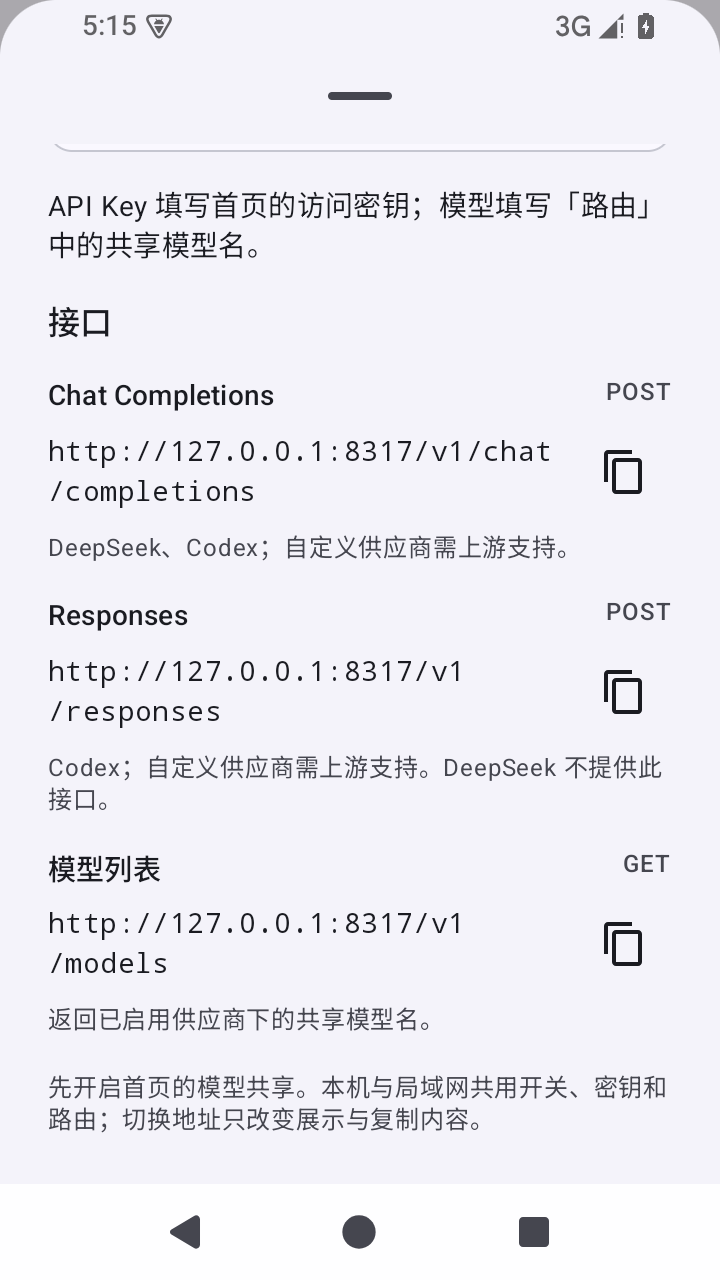 5:15
3G
API Key 填写首页的访问密钥；模型填写「路由」
中的共享模型名。
接口
Chat Completions
POST
http://127.0.0.1:8317/v1/chat
/completions
DeepSeek、Codex；自定义供应商需上游支持。
Responses
POST
http://127.0.0.1:8317/v1
/responses
Codex；自定义供应商需上游支持。DeepSeek 不提供此
接口。
模型列表
GET
http://127.0.0.1:8317/v1
/models
返回已启用供应商下的共享模型名。
先开启首页的模型共享。本机与局域网共用开关、密钥和
路由；切换地址只改变展示与复制内容。